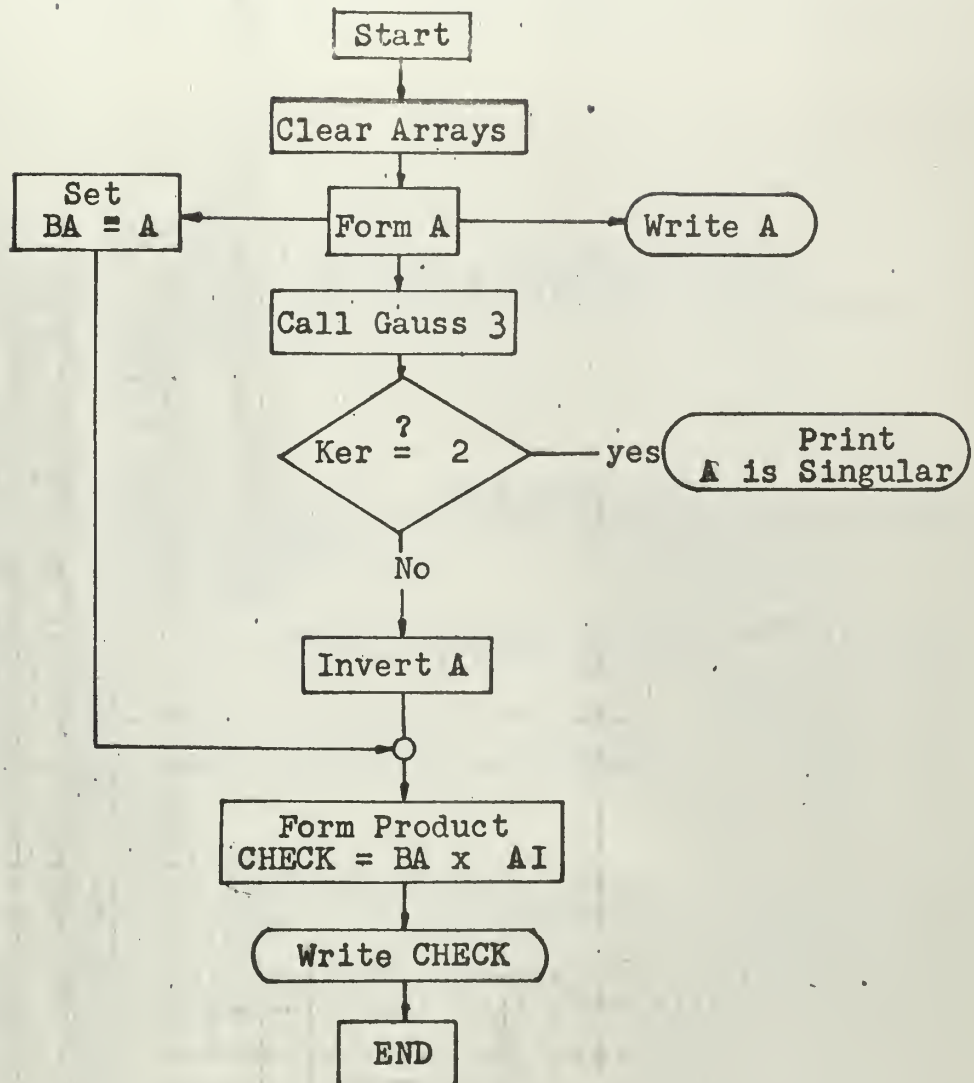 Start
Clear Arrays
Set
BA = A
Form A
Write A
Call Gauss 3
?
Ker = 2
yes
Print
A is Singular
No
Invert A
Form Product
CHECK = BA x AI
Write CHECK
END